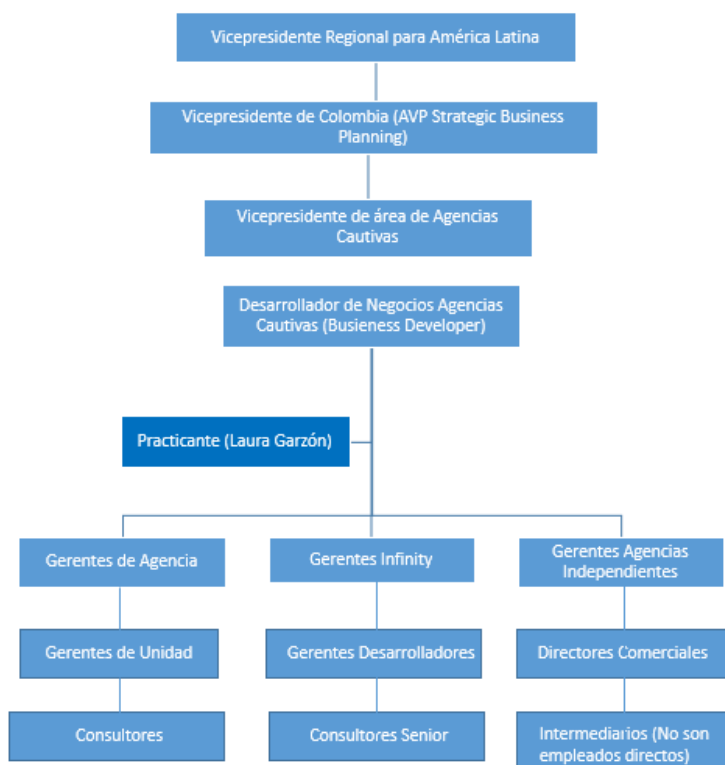 Vicepresidente Regional para América Latina
Vicepresidente de Colombia (AVP Strategic Business
Planning)
Vicepresidente de área de Agencias
Cautivas
Desarrollador de Negocios Agencias
Cautivas (Busieness Developer)
Practicante (Laura Garzón)
Gerentes de Agencia
Gerentes Infinity
Gerentes Agencias
Independientes
Gerentes de Unidad
Gerentes Desarrolladores
Directores Comerciales
Consultores
Consultores Senior
Intermediarios (No son
empleados directos)